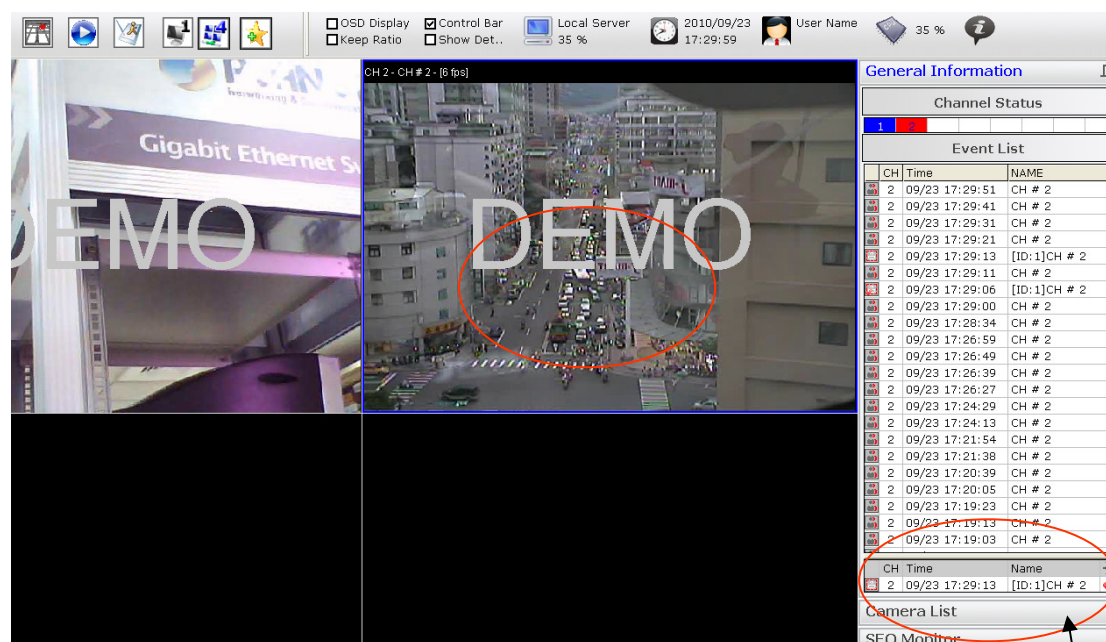 OSD Display Control Bar Local Server 2010/09/23 User Name
35 %
Keep Ratio Show Det.. 35 % 17:29:59
CH 2 - CH # 2 - [6 fps]
Gigabit Ethernet S
DEMO
DEMO
General Information
Channel Status
1 2
Event List
CH Time NAME
2 09/23 17:29:51 CH # 2
2 09/23 17:29:41 CH # 2
2 09/23 17:29:31 CH # 2
2 09/23 17:29:21 CH # 2
2 09/23 17:29:13 [ID:1]CH # 2
2 09/23 17:29:11 CH # 2
2 09/23 17:29:06 [ID:1]CH # 2
2 09/23 17:29:00 CH # 2
2 09/23 17:28:34 CH # 2
2 09/23 17:26:59 CH # 2
2 09/23 17:26:49 CH # 2
2 09/23 17:26:39 CH # 2
2 09/23 17:26:27 CH # 2
2 09/23 17:24:29 CH # 2
2 09/23 17:24:13 CH # 2
2 09/23 17:21:54 CH # 2
2 09/23 17:21:38 CH # 2
2 09/23 17:20:39 CH # 2
2 09/23 17:20:05 CH # 2
2 09/23 17:19:23 CH # 2
2 09/23 17:19:13 CH # 2
2 09/23 17:19:03 CH # 2
CH Time Name
2 09/23 17:29:13 [ID:1]CH # 2
Camera List
SEQ Monitor